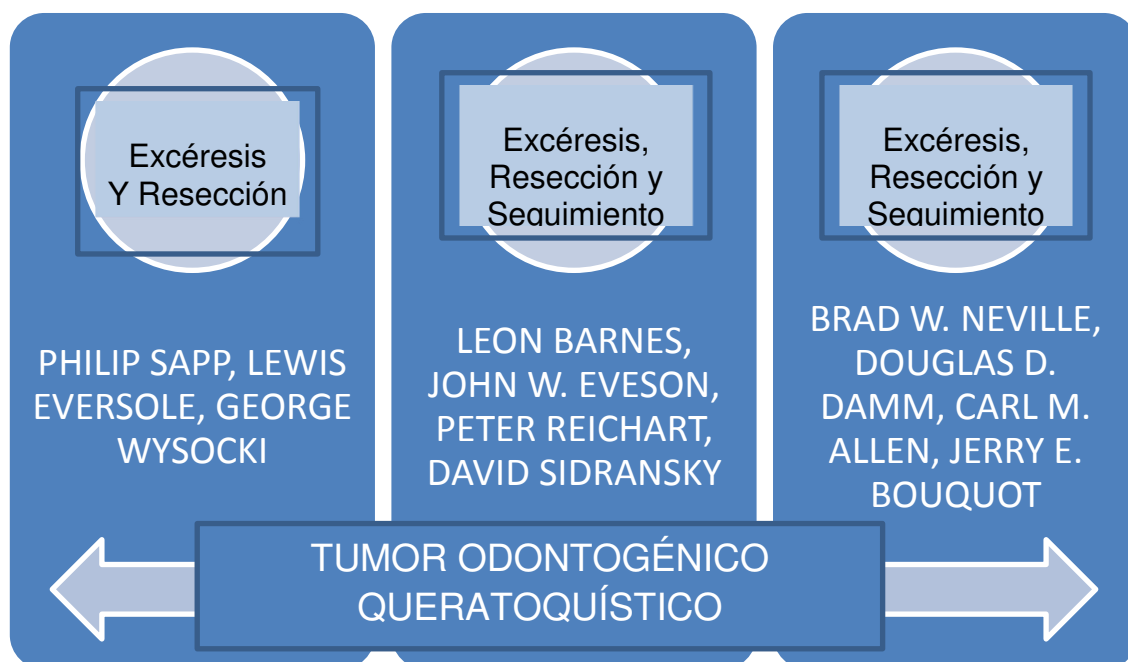 Excéresis
Y Resección
PHILIP SAPP, LEWIS
EVERSOLE, GEORGE
WYSOCKI
Excéresis,
Resección y
Seguimiento
LEON BARNES,
JOHN W. EVESON,
PETER REICHART,
DAVID SIDRANSKY
Excéresis,
Resección y
Seguimiento
BRAD W. NEVILLE,
DOUGLAS D.
DAMM, CARL M.
ALLEN, JERRY E.
BOUQUOT
TUMOR ODONTOGÉNICO
QUERATOQUÍSTICO